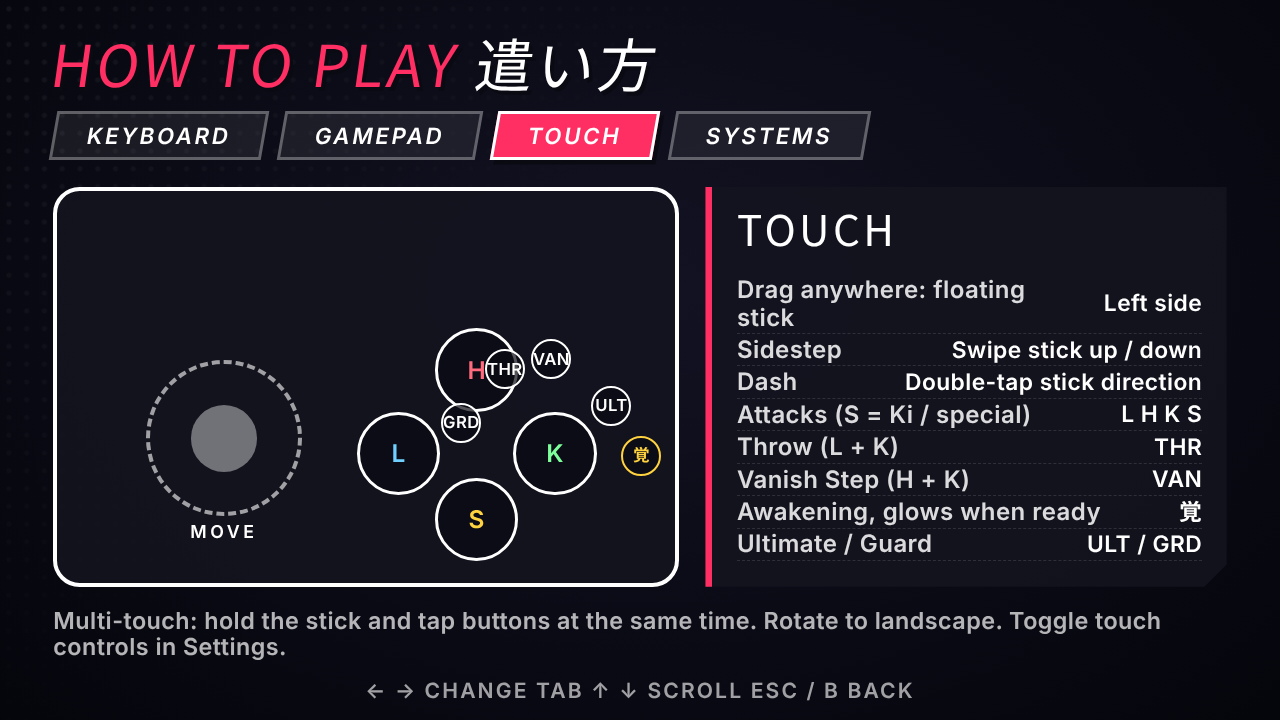 HOW TO PLAY 遣い方
KEYBOARD GAMEPAD TOUCH SYSTEMS
H
THR
VAN
ULT
GRD
L
K
覚
S
MOVE
TOUCH
Drag anywhere: floating stick Left side
Sidestep Swipe stick up / down
Dash Double-tap stick direction
Attacks (S = Ki / special) L H K S
Throw (L + K) THR
Vanish Step (H + K) VAN
Awakening, glows when ready 覚
Ultimate / Guard ULT / GRD
Multi-touch: hold the stick and tap buttons at the same time. Rotate to landscape. Toggle touch
controls in Settings.
← → CHANGE TAB ↑ ↓ SCROLL ESC / B BACK